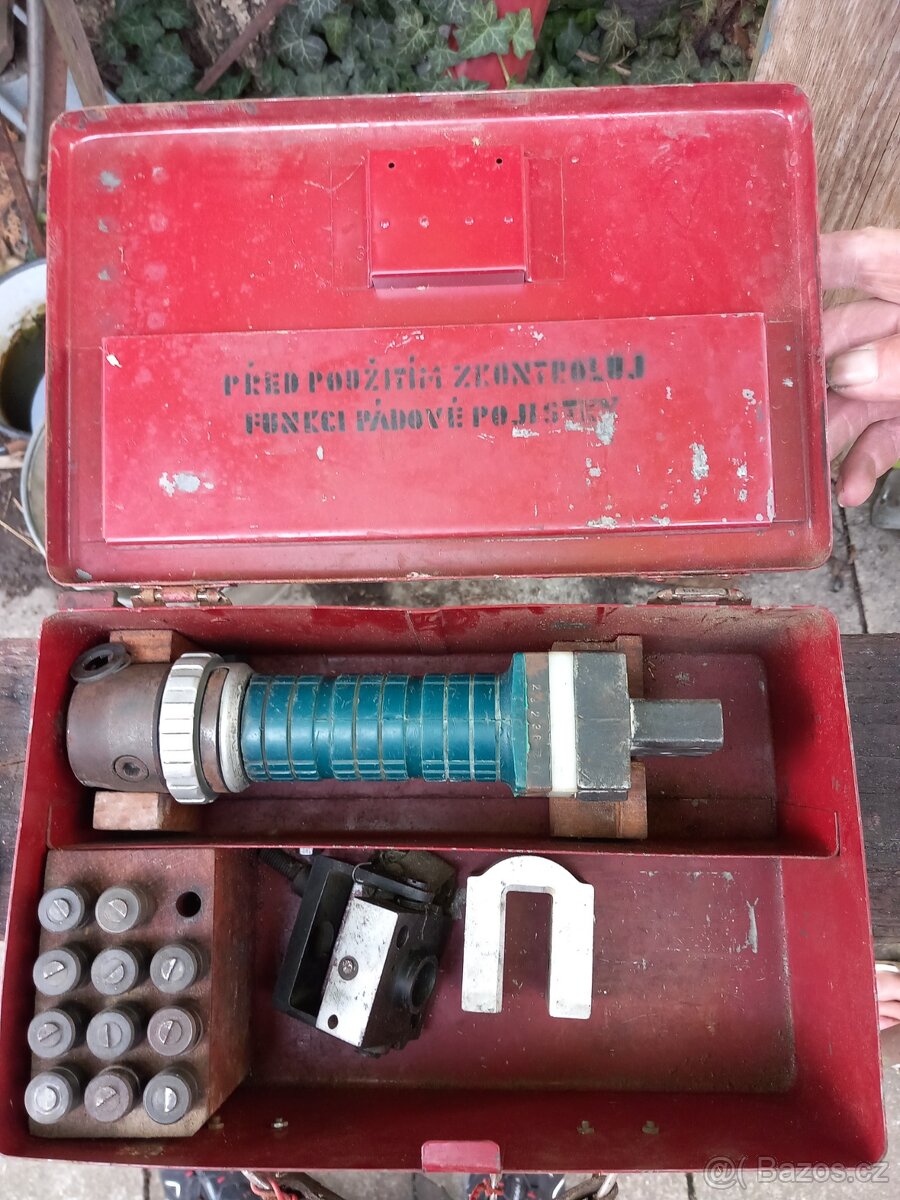 PŘED POUŽITÍM ZKONTROLUJ
FUNKCI PÁDOVÉ POJISTKY
Bazos.cz